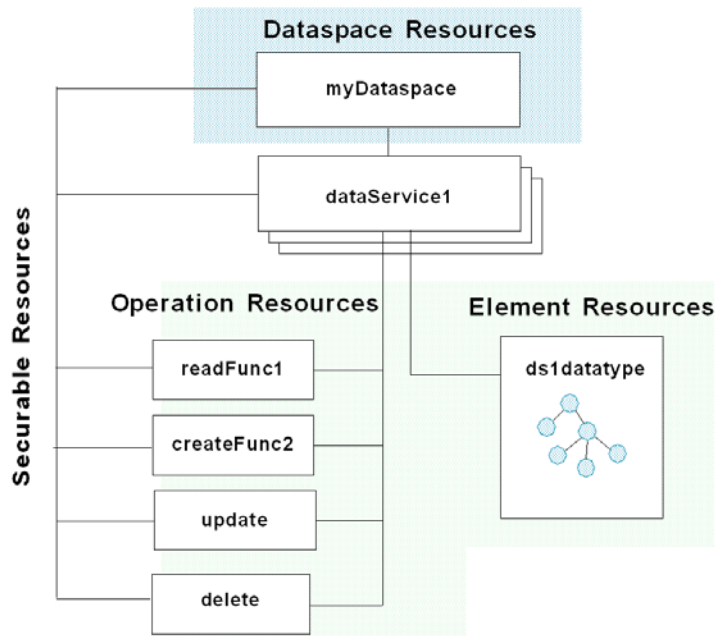 Dataspace Resources
myDataspace
dataService1
Securable Resources
Operation Resources
Element Resources
readFunc1
ds1datatype
createFunc2
update
delete